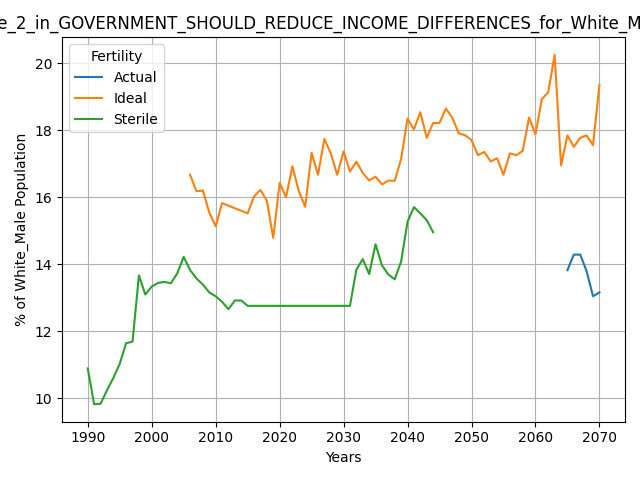 e_2_in_GOVERNMENT_SHOULD_REDUCE_INCOME_DIFFERENCES_for_White_M
Fertility
Actual
Ideal
Sterile
% of White_Male Population
20
18
16
14
12
10
1990 2000 2010 2020 2030 2040 2050 2060 2070
Years